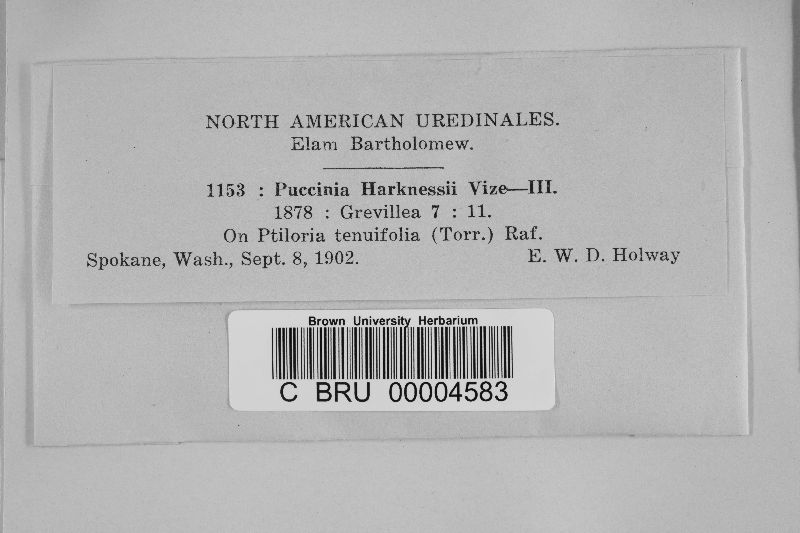 NORTH AMERICAN UREDINALES.
Elam Bartholomew.
1153 : Puccinia Harknessii Vize—III.
1878 : Grevillea 7 : 11.
On Ptiloria tenuifolia (Torr.) Raf.
Spokane, Wash., Sept. 8, 1902. E. W. D. Holway
Brown University Herbarium
C BRU 00004583